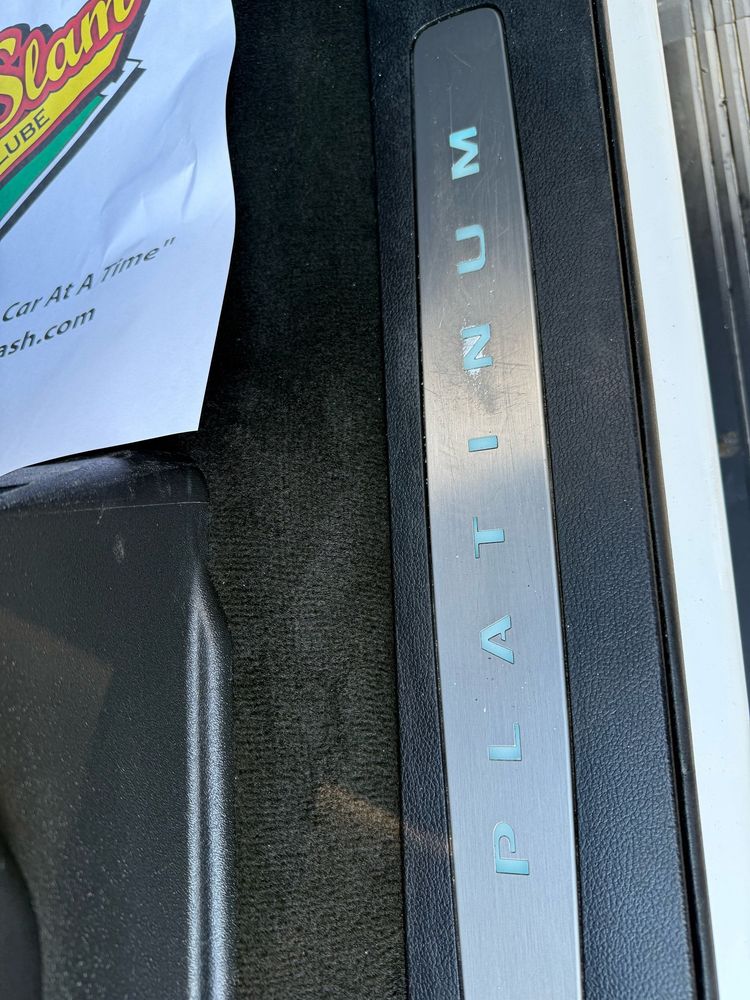 Slam
LUBE
Car At A Time"
ash.com
PLATINUM